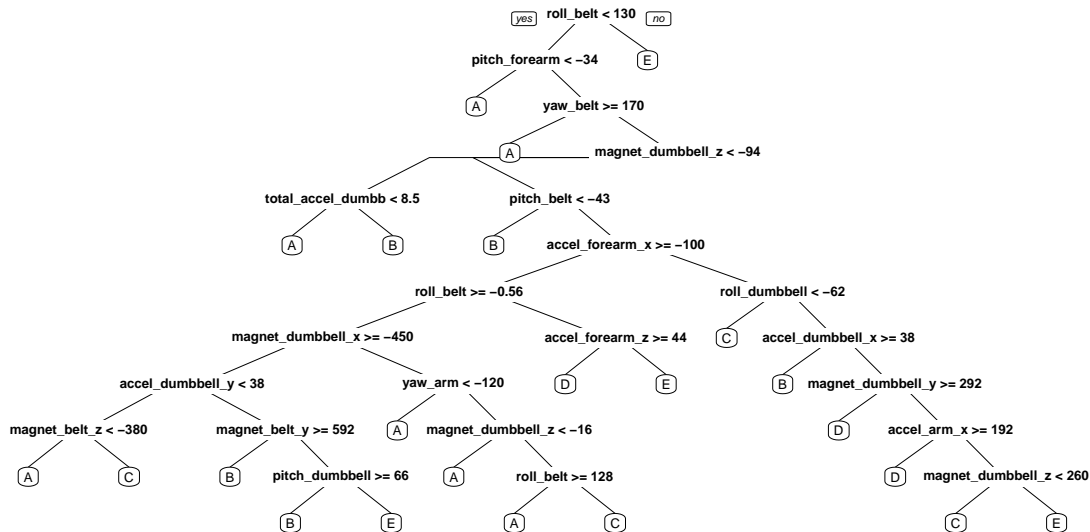 yes roll_belt < 130 no
pitch_forearm < −34 E
A yaw_belt >= 170
A magnet_dumbbell_z < −94
total_accel_dumbb < 8.5 pitch_belt < −43
A B B accel_forearm_x >= −100
roll_belt >= −0.56 roll_dumbbell < −62
magnet_dumbbell_x >= −450 accel_forearm_z >= 44 C accel_dumbbell_x >= 38
accel_dumbbell_y < 38 yaw_arm < −120 D E B magnet_dumbbell_y >= 292
magnet_belt_z < −380 magnet_belt_y >= 592 A magnet_dumbbell_z < −16 D accel_arm_x >= 192
A C B pitch_dumbbell >= 66 A roll_belt >= 128 D magnet_dumbbell_z < 260
B E A C C E